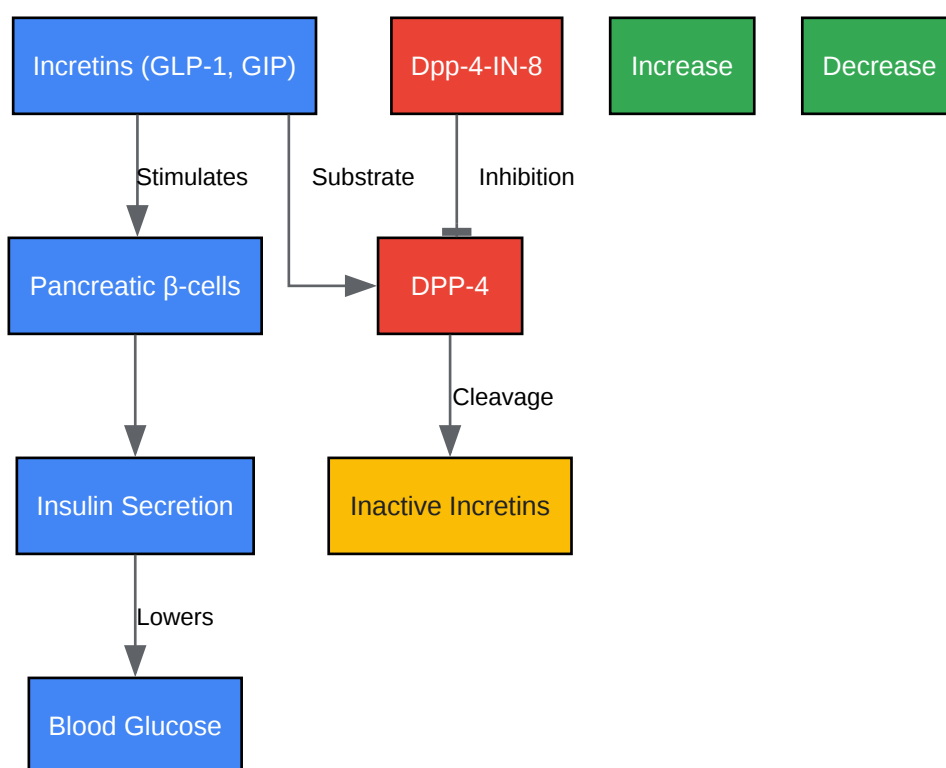 Incretins (GLP-1, GIP)
Dpp-4-IN-8
Increase
Decrease
Stimulates
Substrate
Inhibition
Pancreatic β-cells
DPP-4
Cleavage
Insulin Secretion
Inactive Incretins
Lowers
Blood Glucose